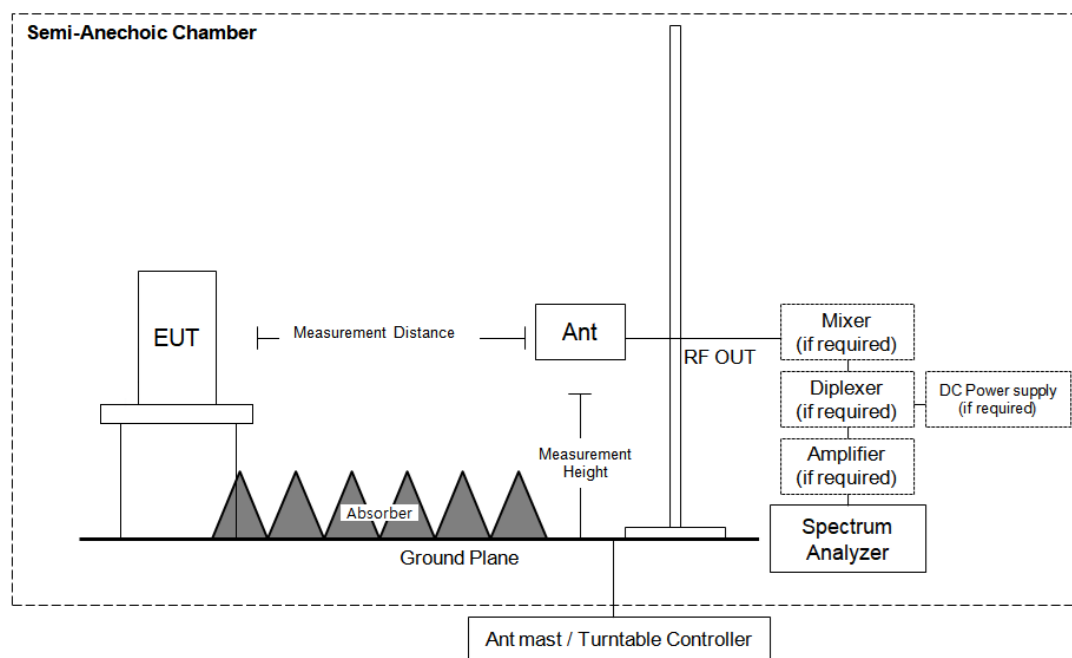 Semi-Anechoic Chamber
EUT
Measurement Distance
Ant
RF OUT
Mixer
(if required)
Diplexer
(if required)
DC Power supply
(if required)
Amplifier
(if required)
Measurement
Height
Absorber
Spectrum
Analyzer
Ground Plane
Ant mast / Turntable Controller